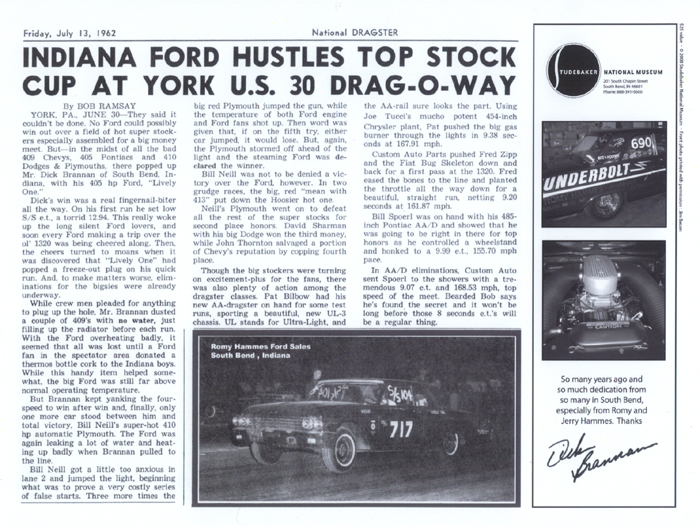 Friday, July 13, 1962
National DRAGSTER
INDIANA FORD HUSTLES TOP STOCK
CUP AT YORK U.S. 30 DRAG-O-WAY
By BOB RAMSAY
YORK, PA., JUNE 30—They said it
couldn't be done. No Ford could possibly
win out over a field of hot super stock-
ers especially assembled for a big money
meet. But—in the midst of all the bad
409 Chevys, 405 Pontiacs and 410
Dodges & Plymouths, there popped up
Mr. Dick Brannan of South Bend, In-
diana, with his 405 hp Ford, "Lively
One."
Dick's win was a real fingernail-biter
all the way. On his first run he set low
S/S e.t., a torrid 12.94. This really woke
up the long silent Ford lovers, and
soon every Ford making a trip over the
ol' 1320 was being cheered along. Then,
the cheers turned to moans when it
was discovered that "Lively One" had
popped a freeze-out plug on his quick
run. And, to make matters worse, elim-
inations for the bigsies were already
underway.
While crew men pleaded for anything
to plug up the hole, Mr. Brannan dusted
a couple of 409's with no water, just
filling up the radiator before each run.
With the Ford overheating badly, it
seemed that all was lost until a Ford
fan in the spectator area donated a
thermos bottle cork to the Indiana boys.
While this handy item helped some-
what, the big Ford was still far above
normal operating temperature.
But Brannan kept yanking the four-
speed to win after win and, finally, only
one more car stood between him and
total victory, Bill Neill's super-hot 410
hp automatic Plymouth. The Ford was
again leaking a lot of water and heat-
ing up badly when Brannan pulled to
the line.
Bill Neill got a little too anxious in
lane 2 and jumped the light, beginning
what was to prove a very costly series
of false starts. Three more times the
big red Plymouth jumped the gun, while
the temperature of both Ford engine
and Ford fans shot up. Then word was
given that, if on the fifth try, either
car jumped, it would lose. But, again,
the Plymouth stormed off ahead of the
light and the steaming Ford was de-
clared the winner.
Bill Neill was not to be denied a vic-
tory over the Ford, however. In two
grudge races, the big, red "mean with
413" put down the Hoosier hot one.
Neill's Plymouth went on to defeat
all the rest of the super stocks for
second place honors. David Sharman
with his big Dodge won the third money,
while John Thornton salvaged a portion
of Chevy's reputation by copping fourth
place.
Though the big stockers were turning
on excitement-plus for the fans, there
was also plenty of action among the
dragster classes. Pat Bilbow had his
new AA-dragster on hand for some test
runs, sporting a beautiful, new UL-3
chassis. UL stands for Ultra-Light, and
the AA-rail sure looks the part. Using
Joe Tucci's mucho potent 454-inch
Chrysler plant, Pat pushed the big gas
burner through the lights in 9.38 sec-
onds at 167.91 mph.
Custom Auto Parts pushed Fred Zipp
and the Fiat Bug Skeleton down and
back for a first pass at the 1320. Fred
eased the bones to the line and planted
the throttle all the way down for a
beautiful, straight run, netting 9.20
seconds at 161.87 mph.
Bill Spoerl was on hand with his 485-
inch Pontiac AA/D and showed that he
was going to be right in there for top
honors as he controlled a wheelstand
and honked to a 9.99 e.t., 155.70 mph
pace.
In AA/D eliminations, Custom Auto
sent Spoerl to the showers with a tre-
mendous 9.07 e.t. and 168.53 mph, top
speed of the meet. Bearded Bob says
he's found the secret and it won't be
long before those 8 seconds e.t.'s will
be a regular thing.
Romy Hammes Ford Sales
South Bend , Indiana
717
STUDEBAKER
NATIONAL MUSEUM
201 South Chapin Street
South Bend, IN 46601
690
UNDERBOLT
So many years ago and
so much dedication from
so many in South Bend,
especially from Romy and
Jerry Hammes. Thanks
Dick
Brannan